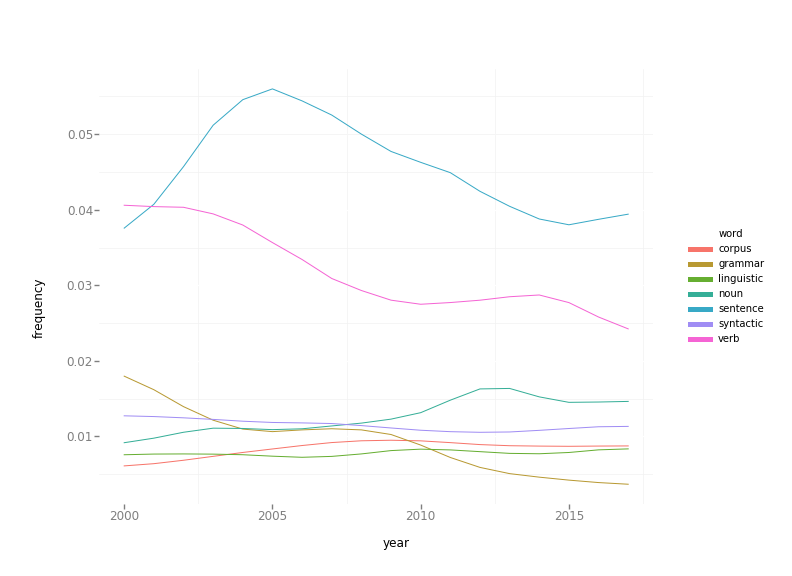 0.05
0.04
0.03
0.02
0.01
frequency
2000
2005
2010
2015
year
word
corpus
grammar
linguistic
noun
sentence
syntactic
verb